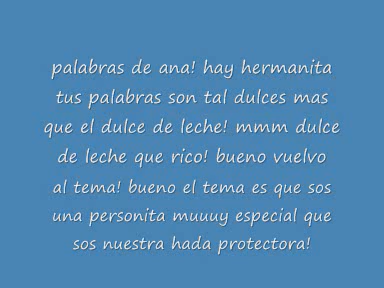 palabras de ana! hay hermanita
tus palabras son tal dulces mas
que el dulce de leche! mmm dulce
de leche que rico! bueno vuelvo
al tema! bueno el tema es que sos
una personita muuuy especial que
sos nuestra hada protectora!